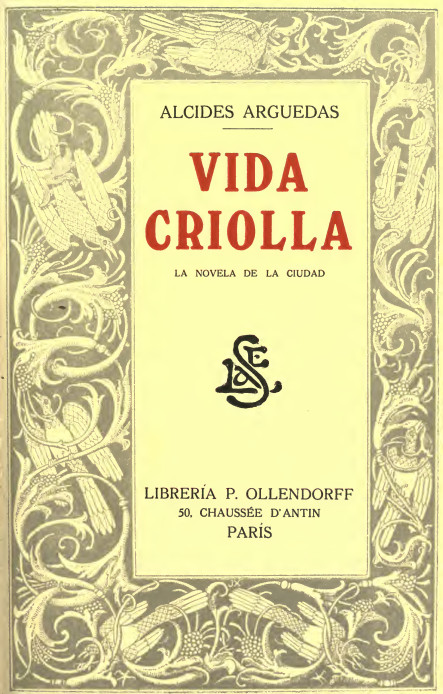 ALCIDES ARGUEDAS
VIDA
CRIOLLA
LA NOVELA DE LA CIUDAD
LIBRERÍA P. OLLENDORFF
50, CHAUSSÉE D'ANTIN
PARÍS